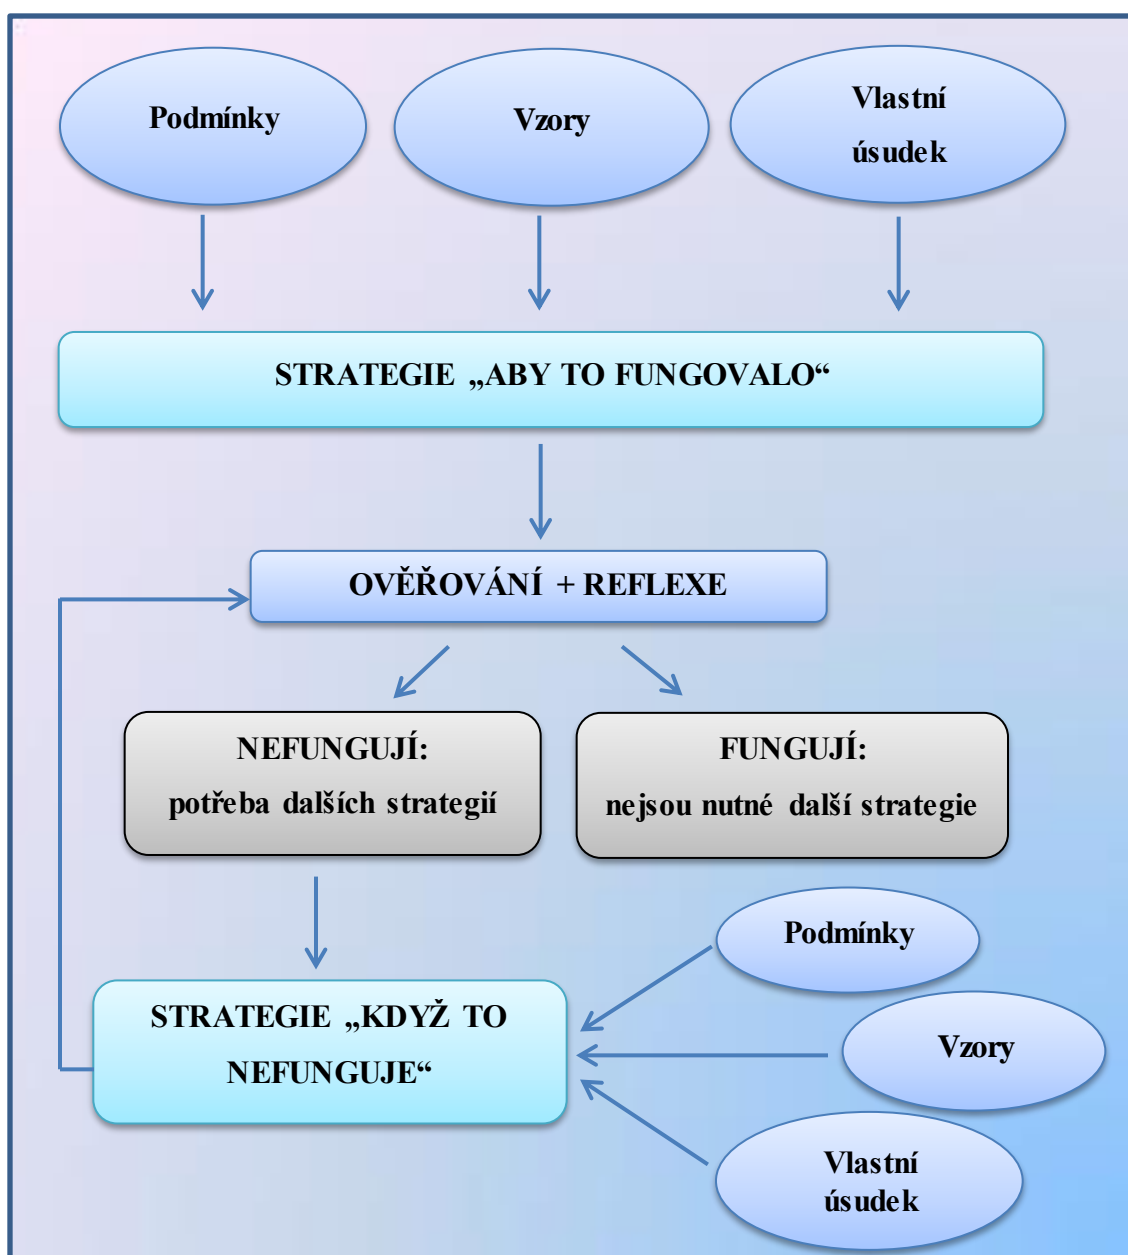 Podmínky
Vzory
Vlastní
úsudek
STRATEGIE „ABY TO FUNGOVALO“
OVĚŘOVÁNÍ + REFLEXE
NEFUNGUJÍ:
potřeba dalších strategií
FUNGUJÍ:
nejsou nutné další strategie
Podmínky
STRATEGIE „KDYŽ TO
NEFUNGUJE“
Vzory
Vlastní
úsudek